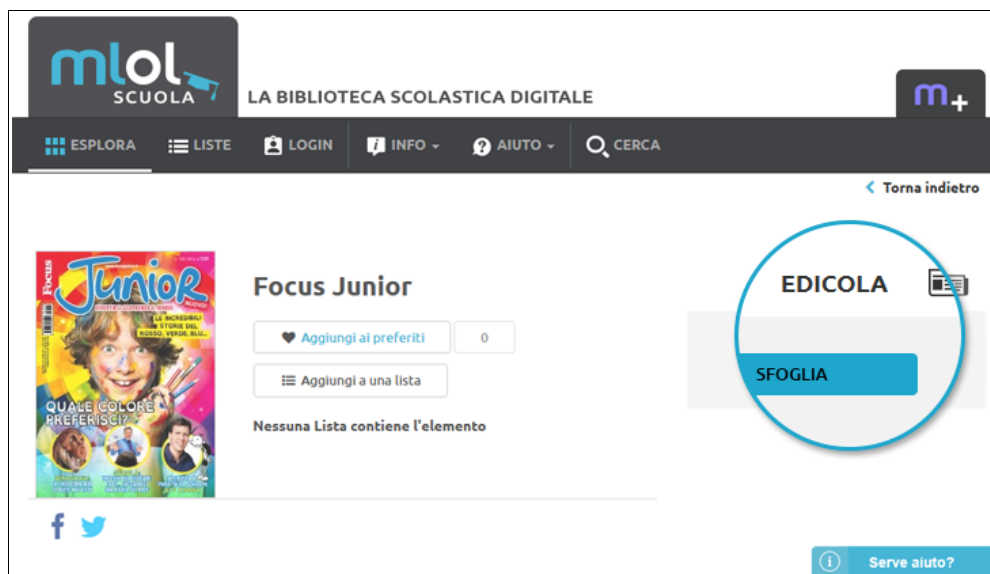 mlol
SCUOLA
LA BIBLIOTECA SCOLASTICA DIGITALE
m+
ESPLORA
LISTE
LOGIN
INFO
AIUTO
CERCA
Torna indietro
Focus
Junior
LE INCREDIBILI
STORIE DEL
ROSSO, VERDE, BLU...
QUALE COLORE
PREFERISCI?
Focus Junior
Aggiungi ai preferiti
0
Aggiungi a una lista
Nessuna Lista contiene l'elemento
EDICOLA
SFOGLIA
Serve aiuto?